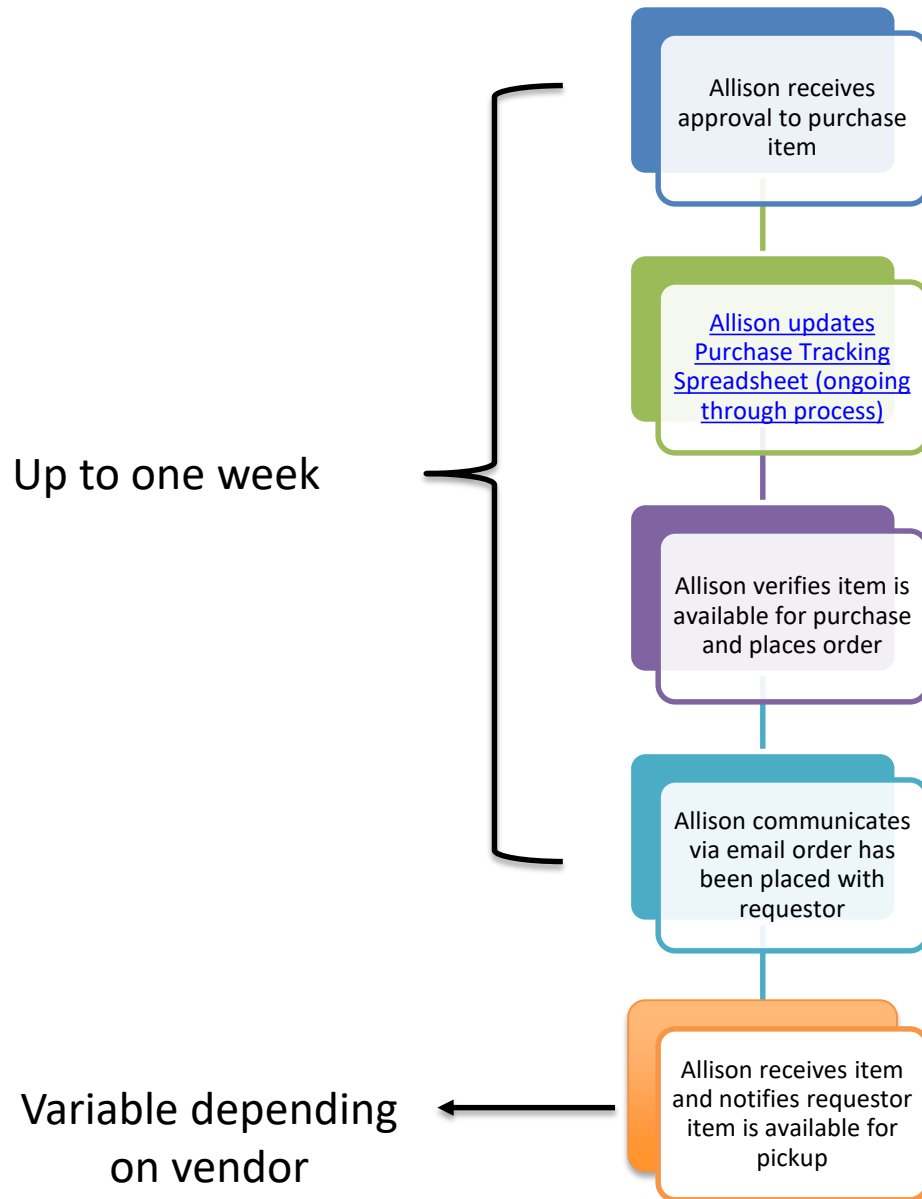 Allison receives
approval to purchase
item
Allison updates
Purchase Tracking
Spreadsheet (ongoing
through process)
Up to one week
Allison verifies item is
available for purchase
and places order
Allison communicates
via email order has
been placed with
requestor
Allison receives item
and notifies requestor
item is available for
pickup
Variable depending
on vendor